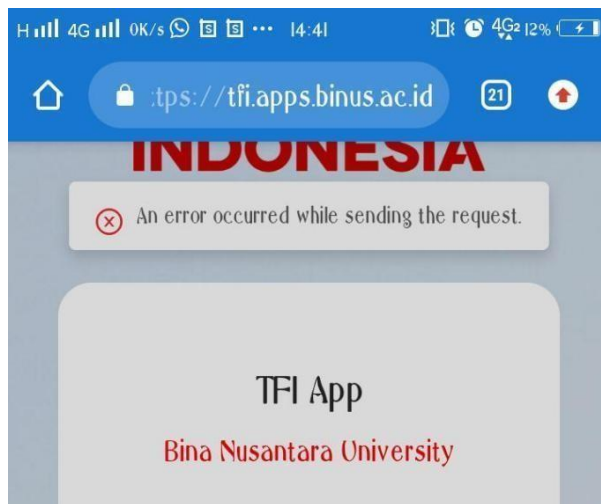 H 4G 0K/s S S ... 14:41 4G2 12%
:tps://tfi.apps.binus.ac.id 21
INDONESIA
An error occurred while sending the request.
TFI App
Bina Nusantara University